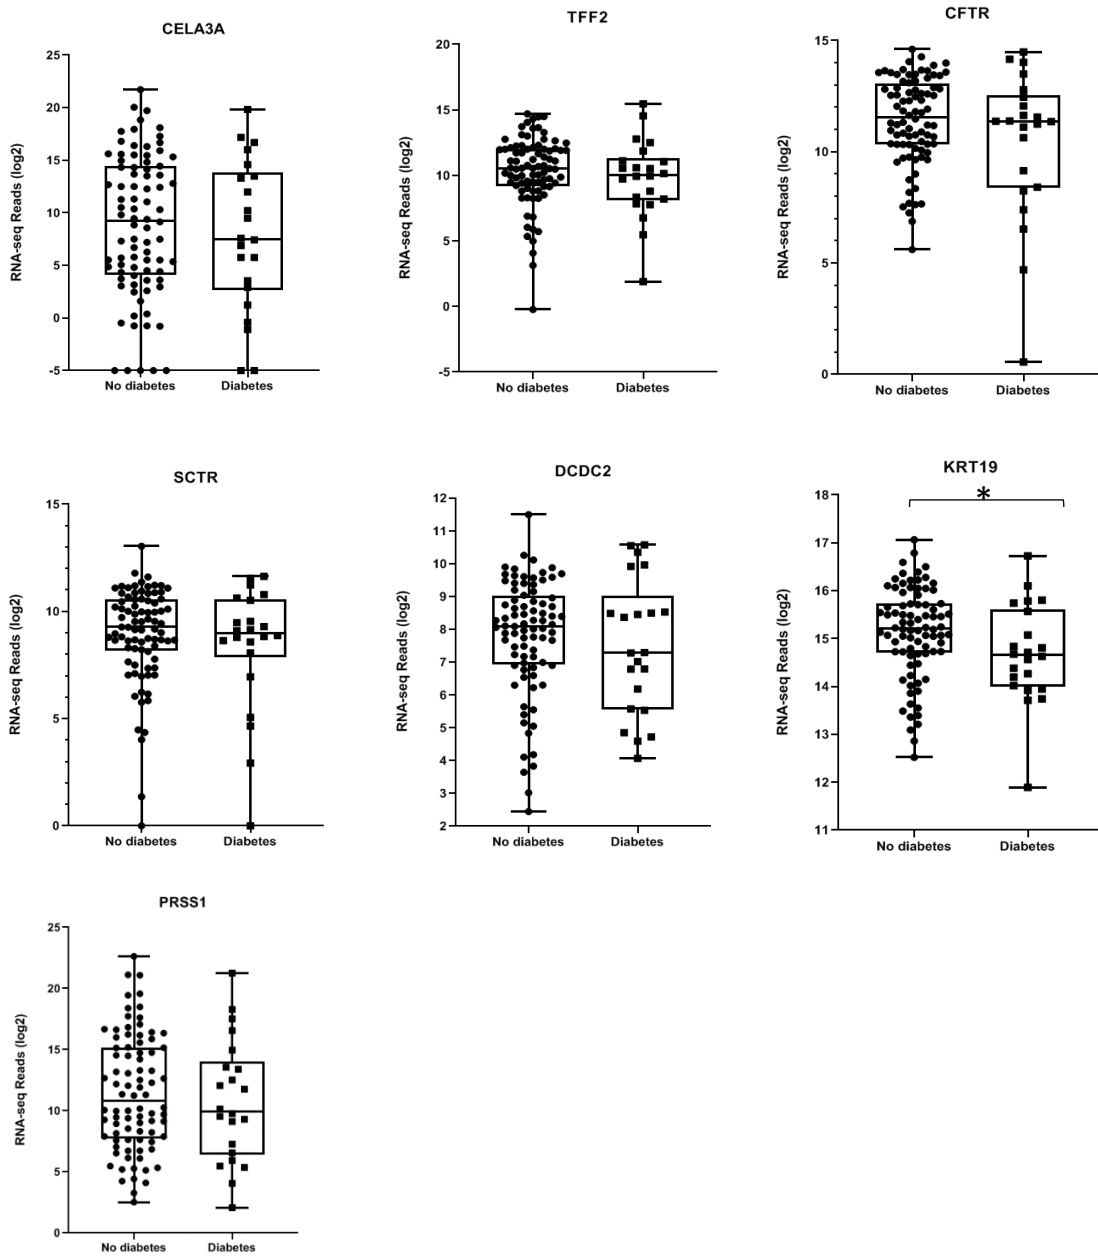 CELA3A
RNA-seq Reads (log2)
25
20
15
10
5
0
-5
No diabetes Diabetes
TFF2
RNA-seq Reads (log2)
20
15
10
5
0
-5
No diabetes Diabetes
CFTR
RNA-seq Reads (log2)
15
10
5
0
No diabetes Diabetes
SCTR
RNA-seq Reads (log2)
15
10
5
0
No diabetes Diabetes
DCDC2
RNA-seq Reads (log2)
12
11
10
9
8
7
6
5
4
3
2
No diabetes Diabetes
KRT19
*
RNA-seq Reads (log2)
18
17
16
15
14
13
12
11
No diabetes Diabetes
PRSS1
RNA-seq Reads (log2)
25
20
15
10
5
0
No diabetes Diabetes